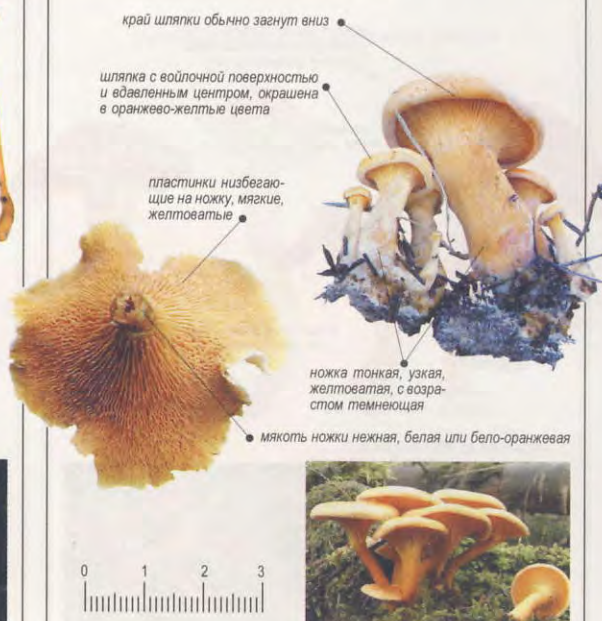 край шляпки обычно загнут вниз
шляпка с войлочной поверхностью
и вдавленным центром, окрашена
в оранжево-желтые цвета
пластинки низбегаю-
щие на ножку, мягкие,
желтоватые
ножка тонкая, узкая,
желтоватая, с возра-
стом темнеющая
мякоть ножки нежная, белая или бело-оранжевая
0 1 2 3